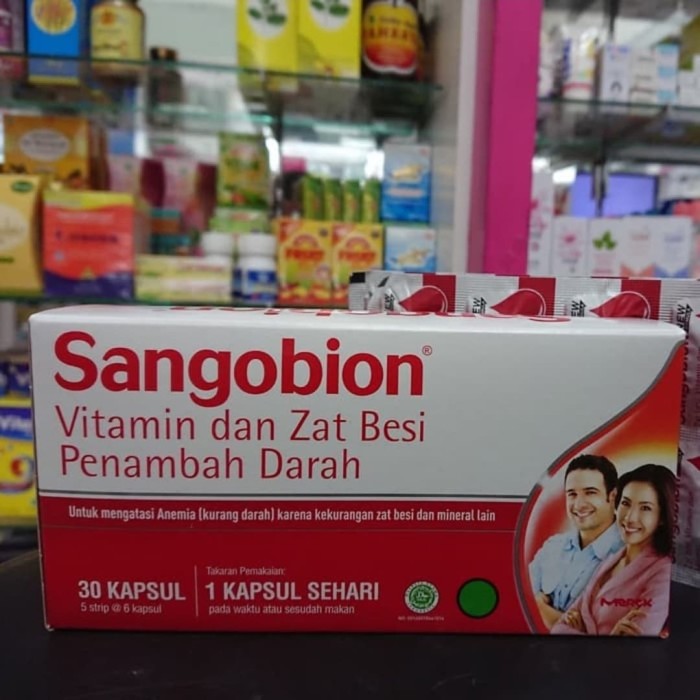 Sangobion®
Vitamin dan Zat Besi
Penambah Darah
Untuk mengatasi Anemia (kurang darah) karena kekurangan zat besi dan mineral lain
30 KAPSUL
5 strip @ 6 kapsul
Takaran Pemakaian:
1 KAPSUL SEHARI
pada waktu atau sesudah makan
MERCK